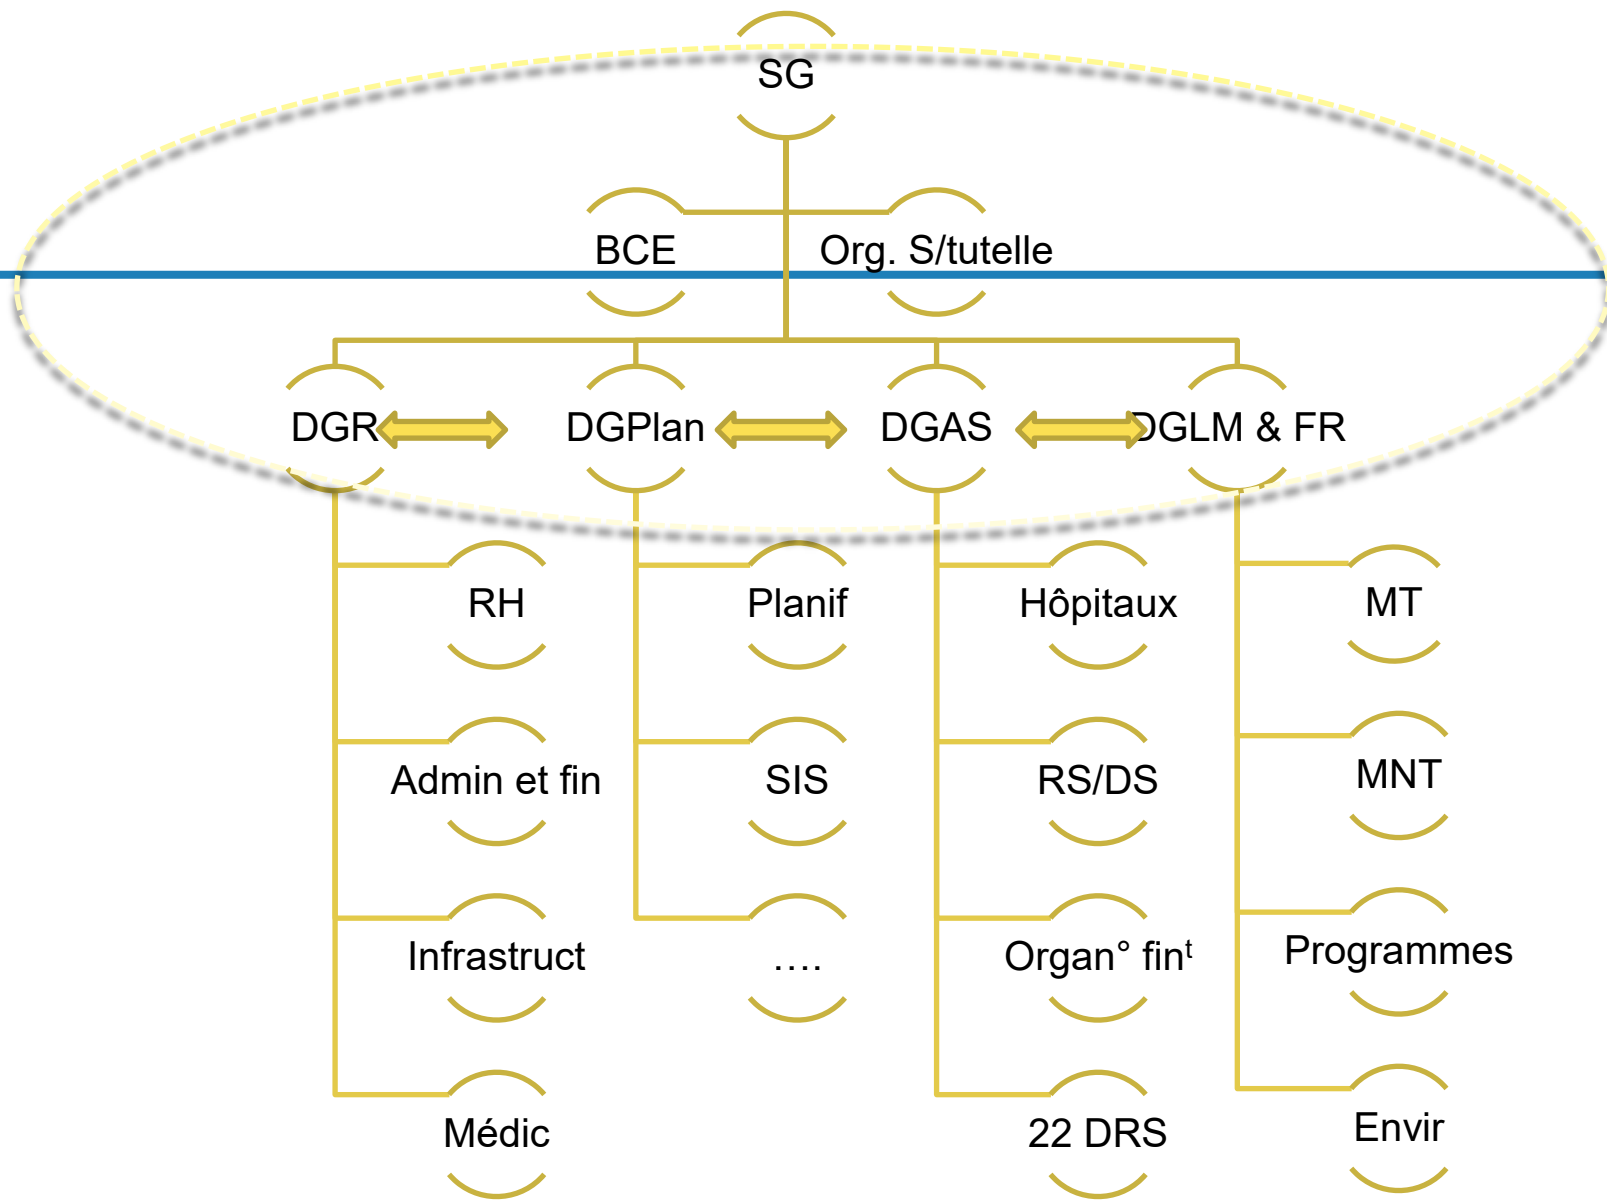 SG
BCE
Org. S/tutelle
DGR
DGPlan
DGAS
DGLM & FR
RH
Planif
Hôpitaux
MT
Admin et fin
SIS
RS/DS
MNT
Infrastruct
....
Organ° finᵗ
Programmes
Médic
22 DRS
Envir